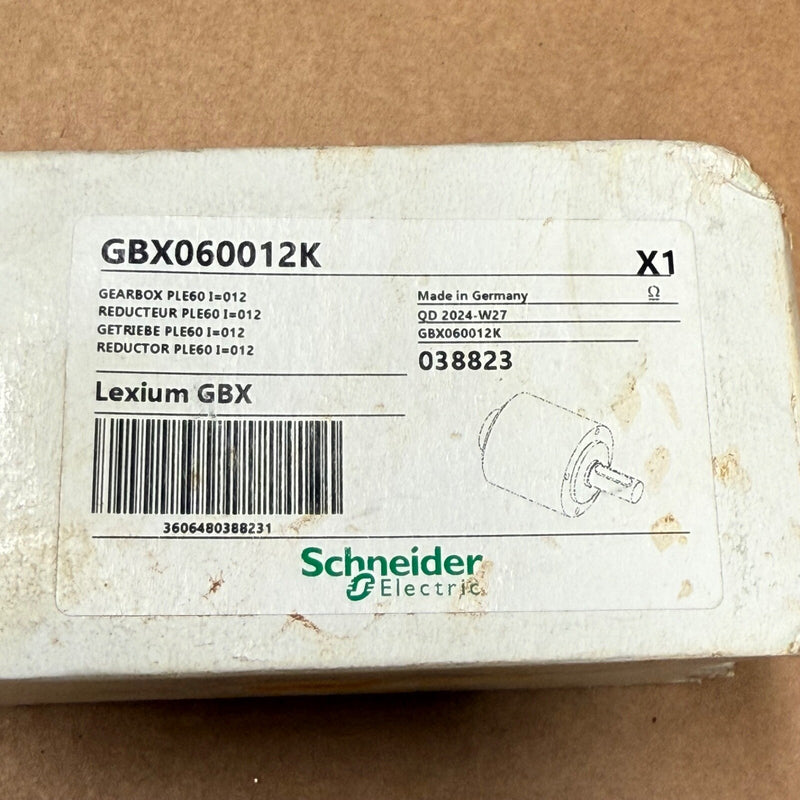 GBX060012K
X1
GEARBOX PLE60 I=012
REDUCTEUR PLE60 I=012
GETRIEBE PLE60 I=012
REDUCTOR PLE60 I=012
Made in Germany
Ω
QD 2024-W27
GBX060012K
038823
Lexium GBX
3606480388231
Schneider
Electric